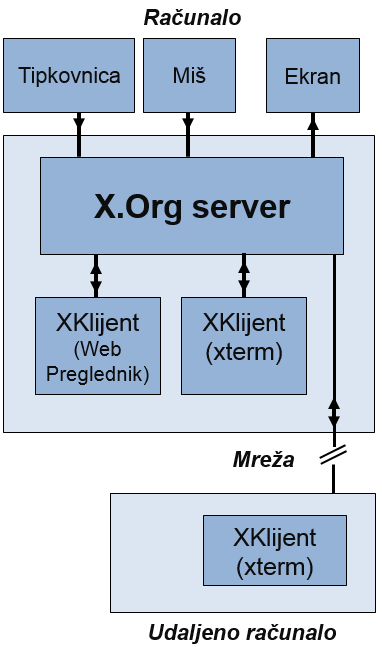 Računalo
Tipkovnica
Miš
Ekran
X.Org server
XKlijent
(Web
Preglednik)
XKlijent
(xterm)
Mreža
XKlijent
(xterm)
Udaljeno računalo